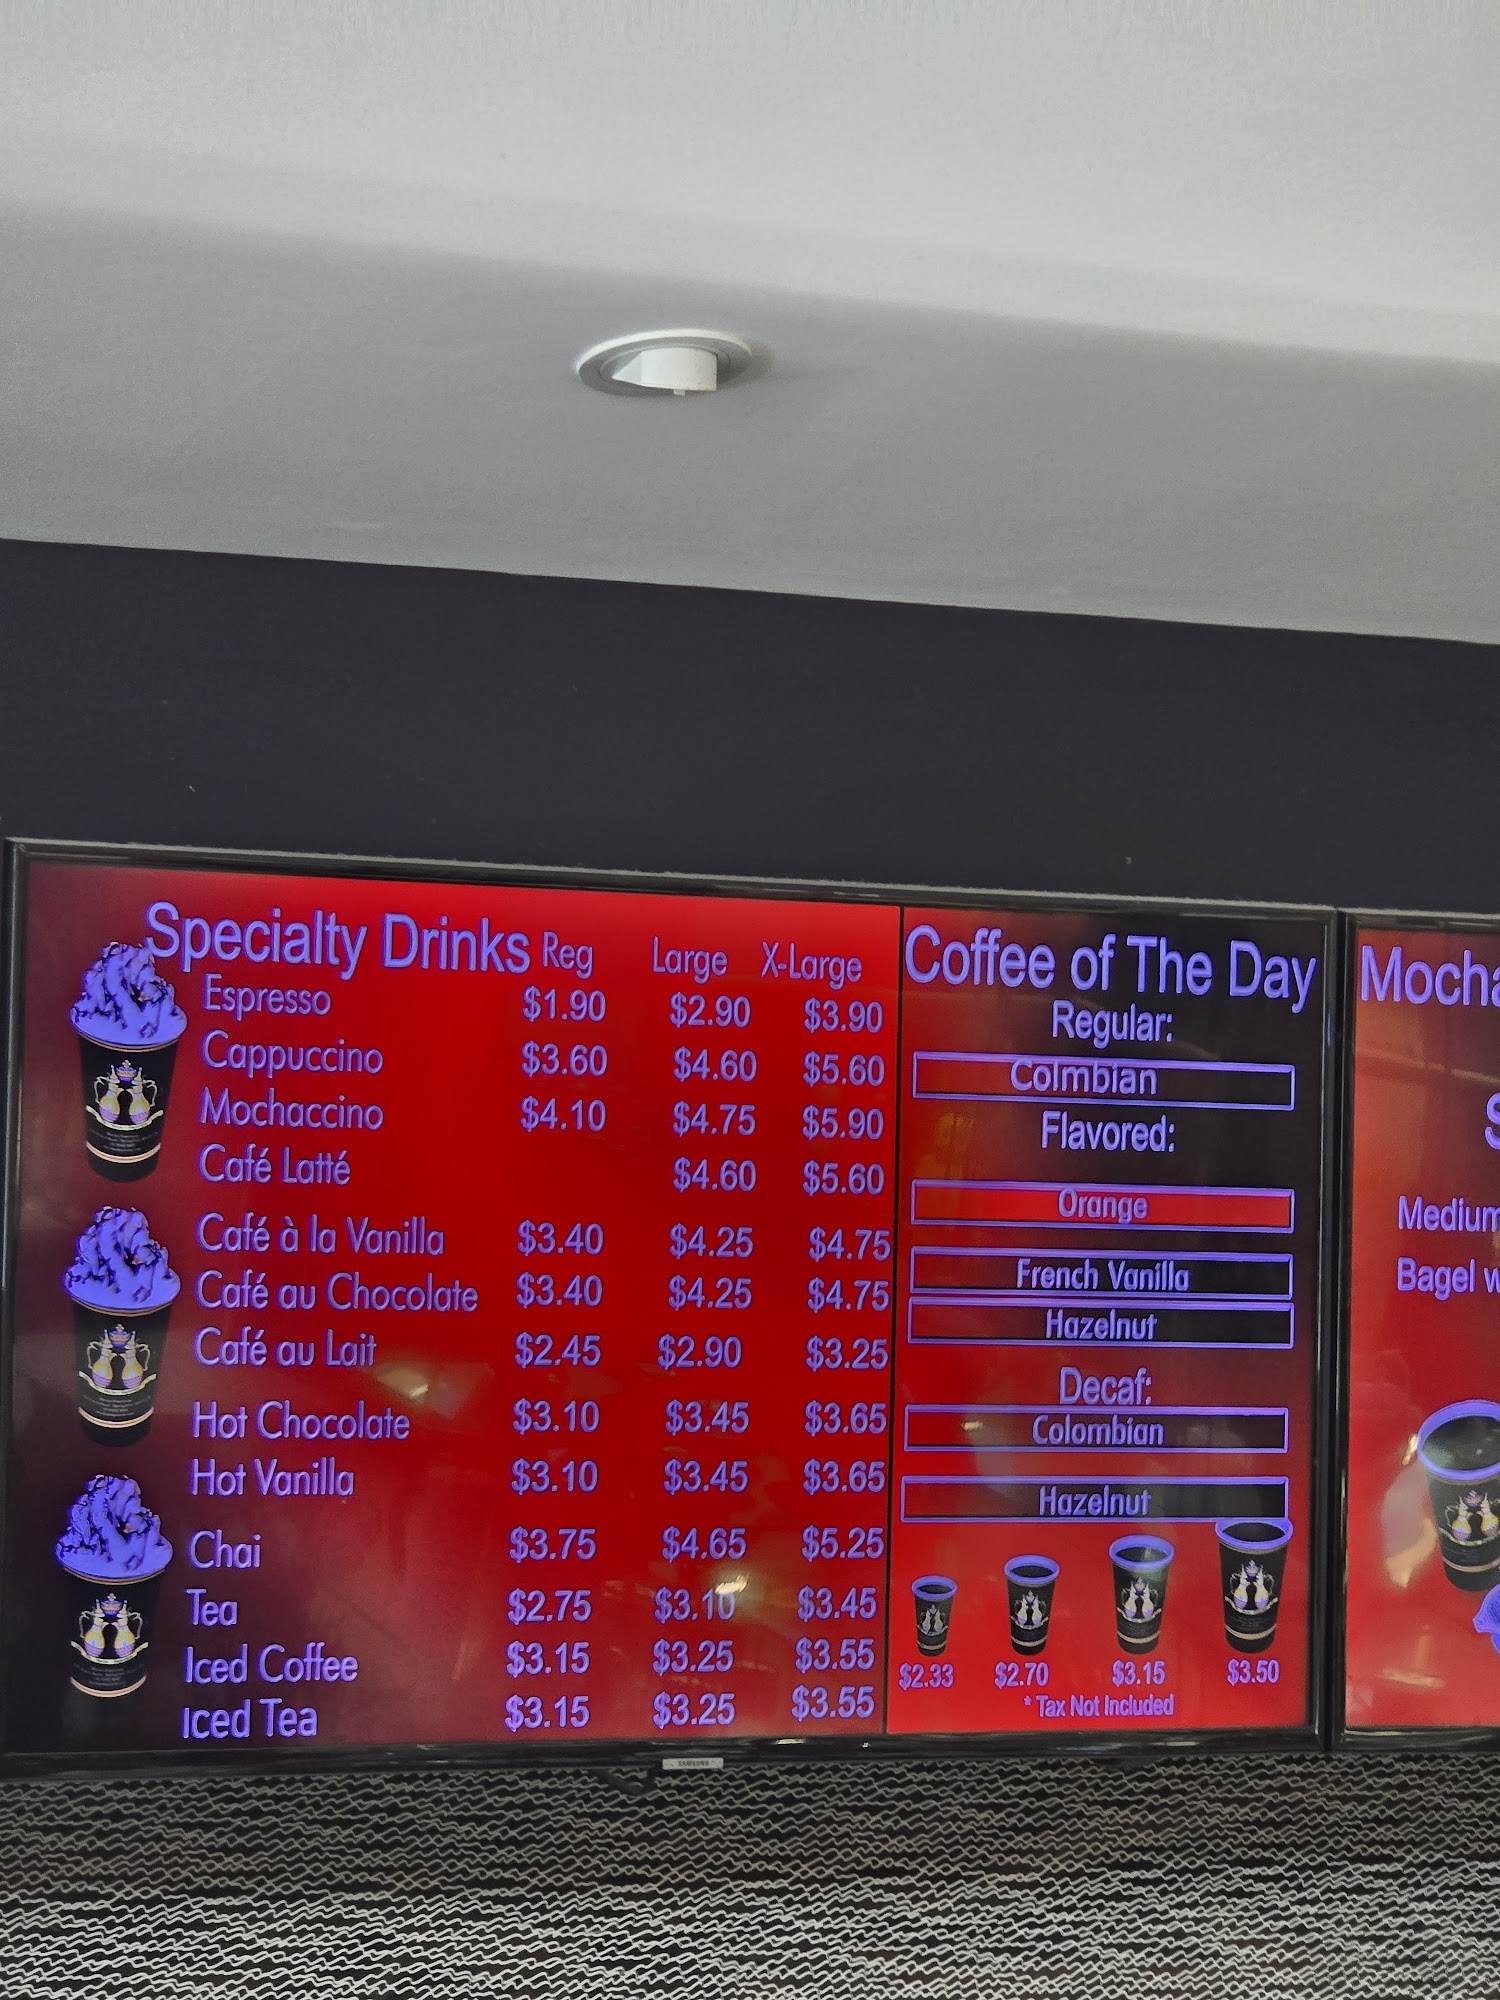 Specialty Drinks Reg Large X-Large
Espresso $1.90 $2.90 $3.90
Cappuccino $3.60 $4.60 $5.60
Mochaccino $4.10 $4.75 $5.90
Café Latté $4.60 $5.60
Café à la Vanilla $3.40 $4.25 $4.75
Café au Chocolate $3.40 $4.25 $4.75
Café au Lait $2.45 $2.90 $3.25
Hot Chocolate $3.10 $3.45 $3.65
Hot Vanilla $3.10 $3.45 $3.65
Chai $3.75 $4.65 $5.25
Tea $2.75 $3.10 $3.45
Iced Coffee $3.15 $3.25 $3.55
Iced Tea $3.15 $3.25 $3.55
Coffee of The Day
Regular:
Colmbian
Flavored:
Orange
French Vanilla
Hazelnut
Decaf:
Colombian
Hazelnut
$2.33 $2.70 $3.15 $3.50
* Tax Not Included
Mocha
S
Medium
Bagel w
SAMSUNG